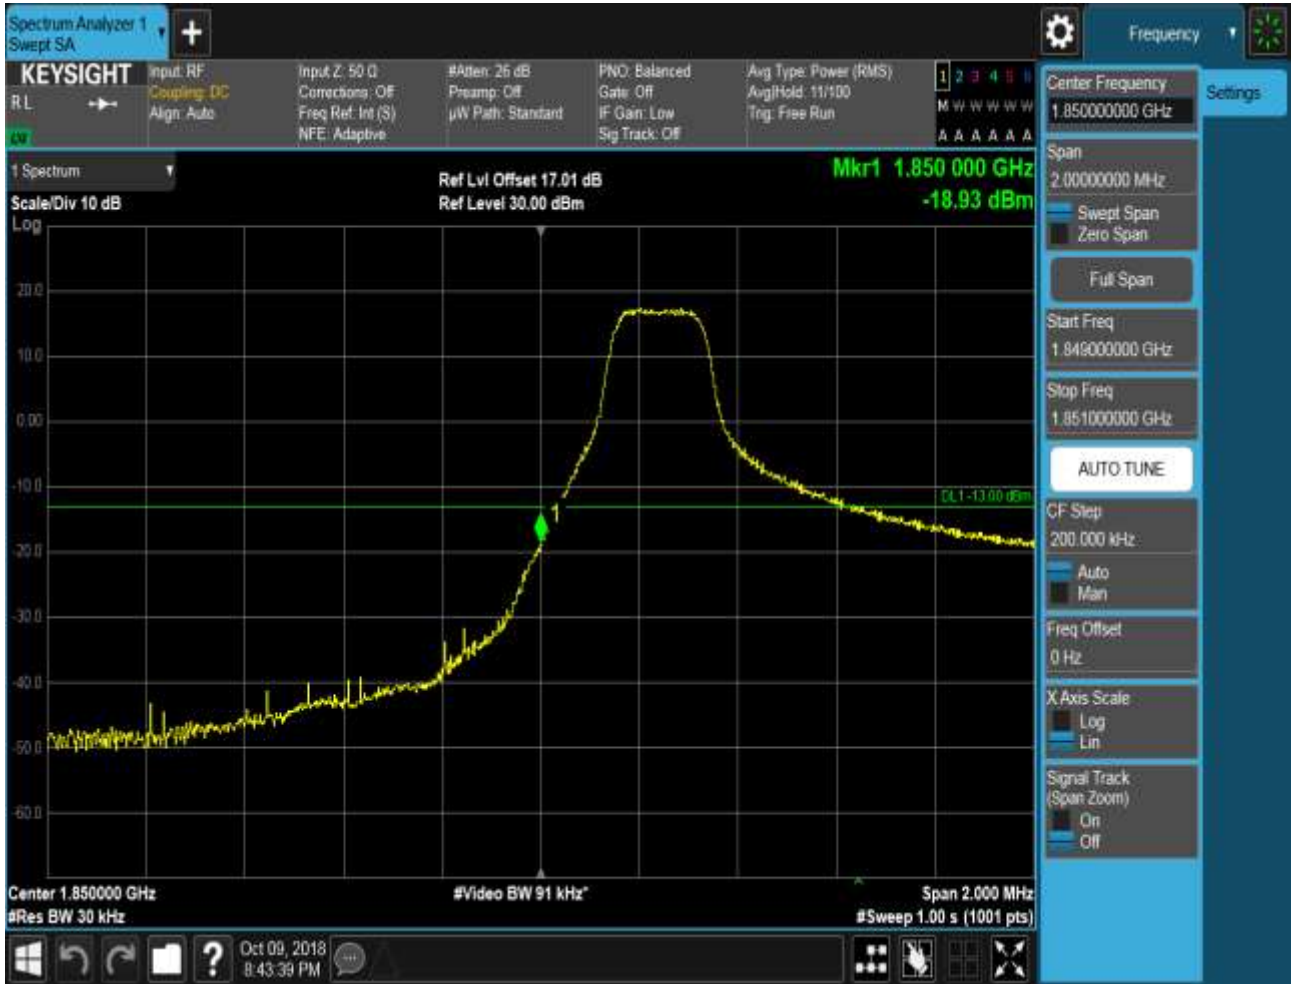 Spectrum Analyzer 1
Swept SA
Frequency
KEYSIGHT
R L
Input: RF
Coupling: DC
Align: Auto
Input Z: 50 Ω
Corrections: Off
Freq Ref: Int (S)
NFE: Adaptive
#Atten: 26 dB
Preamp: Off
µW Path: Standard
PNO: Balanced
Gate: Off
IF Gain: Low
Sig Track: Off
Avg Type: Power (RMS)
Avg|Hold: 11/100
Trig: Free Run
1 2 3 4 5 6
M W W W W W
A A A A A A
1 Spectrum
Scale/Div 10 dB
Log
Ref Lvl Offset 17.01 dB
Ref Level 30.00 dBm
Mkr1 1.850 000 GHz
-18.93 dBm
20.0
10.0
0.00
-10.0
-20.0
-30.0
-40.0
-50.0
-60.0
1
DL1 -13.00 dBm
Center 1.850000 GHz
#Res BW 30 kHz
#Video BW 91 kHz*
Span 2.000 MHz
#Sweep 1.00 s (1001 pts)
Center Frequency
1.850000000 GHz
Settings
Span
2.00000000 MHz
Swept Span
Zero Span
Full Span
Start Freq
1.849000000 GHz
Stop Freq
1.851000000 GHz
AUTO TUNE
CF Step
200.000 kHz
Auto
Man
Freq Offset
0 Hz
X Axis Scale
Log
Lin
Signal Track
(Span Zoom)
On
Off
?
Oct 09, 2018
8:43:39 PM